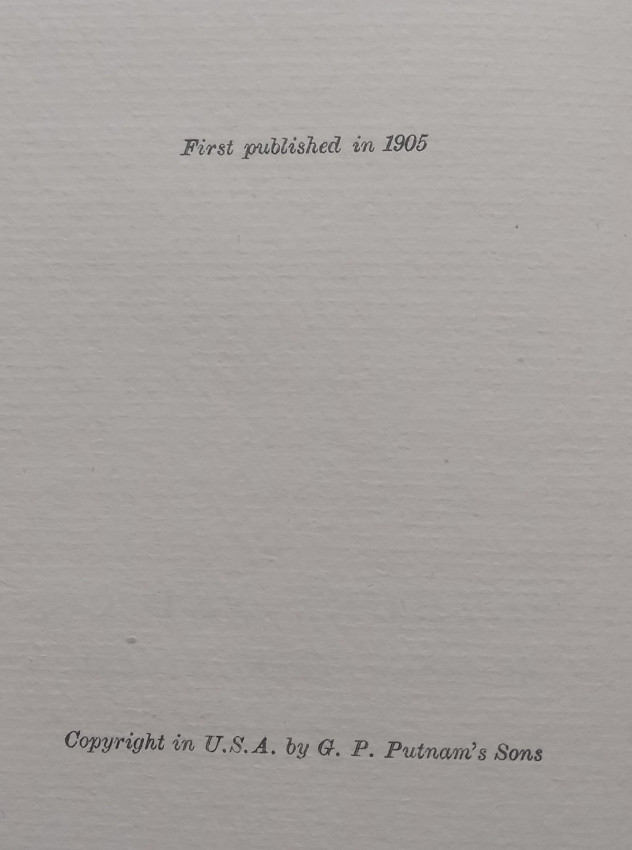 First published in 1905
Copyright in U.S.A. by G. P. Putnam's Sons